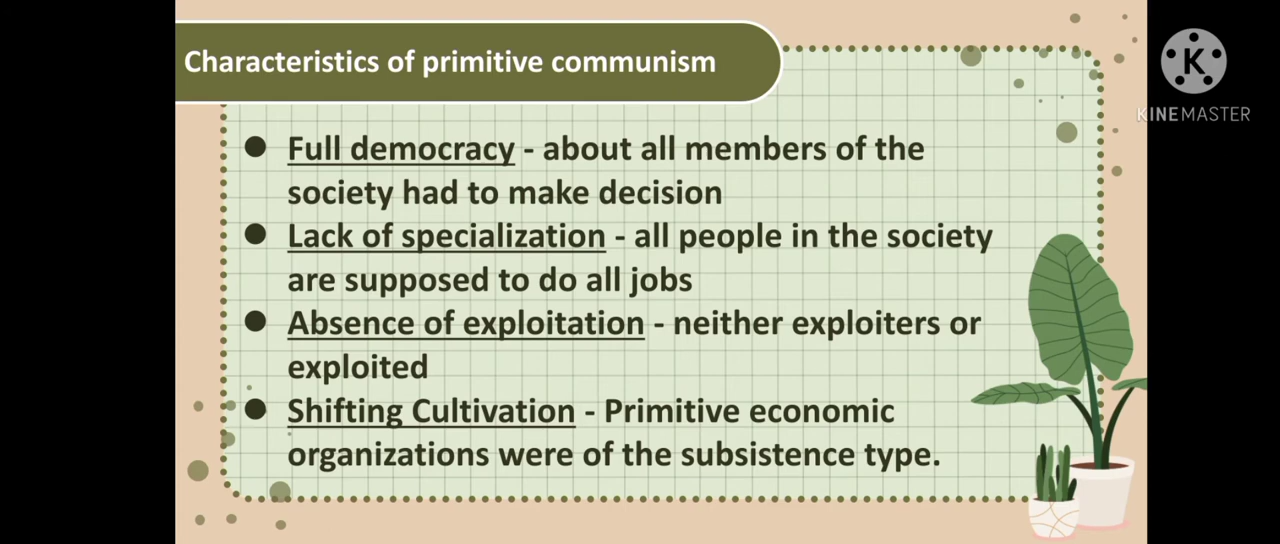 Characteristics of primitive communism
K
KINEMASTER
● Full democracy - about all members of the
society had to make decision
● Lack of specialization - all people in the society
are supposed to do all jobs
● Absence of exploitation - neither exploiters or
exploited
● Shifting Cultivation - Primitive economic
organizations were of the subsistence type.